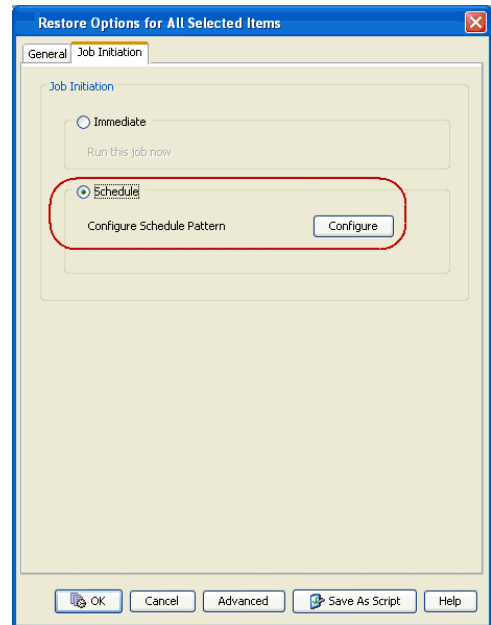 Restore Options for All Selected Items
General Job Initiation
Job Initiation
Immediate
Run this job now
Schedule
Configure Schedule Pattern Configure
OK Cancel Advanced Save As Script Help